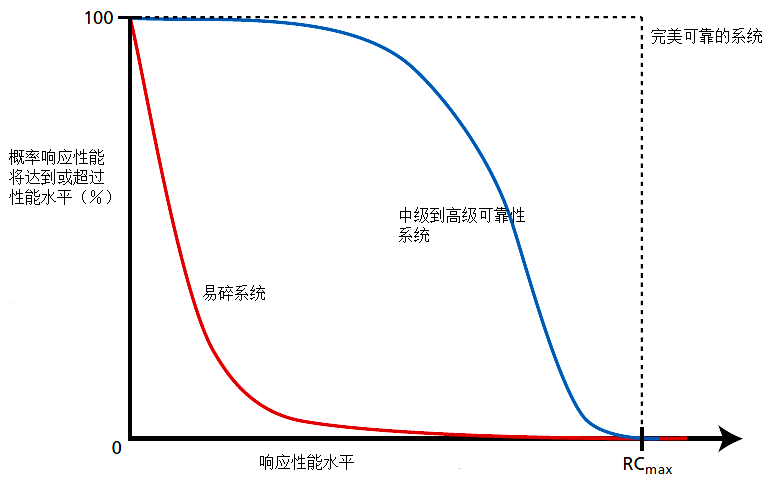 100
完美可靠的系统
概率响应性能
将达到或超过
性能水平（%）
中级到高级可靠性
系统
易碎系统
0
响应性能水平
RCmax